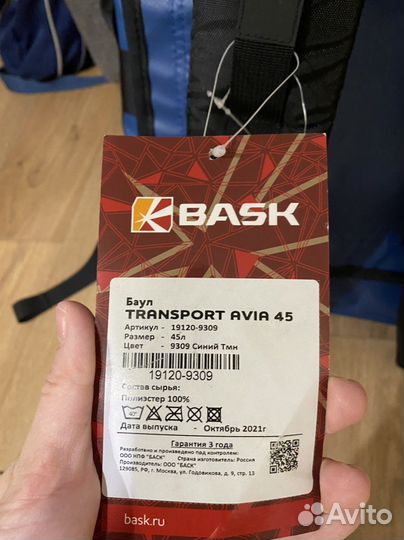 BASK
Баул
TRANSPORT AVIA 45
Артикул - 19120-9309
Размер - 45л
Цвет - 9309 Синий Тмн
19120-9309
Состав сырья:
Полиэстер 100%
40°
Дата выпуска - Октябрь 2021г
Гарантия 3 года
Разработано и произведено под контролем:
ООО НПФ "БАСК" Страна изготовитель: Россия
Производитель: ООО "БАСК"
129085, РФ, г. Москва, ул. Годовикова, д. 9, стр. 13
bask.ru
Avito